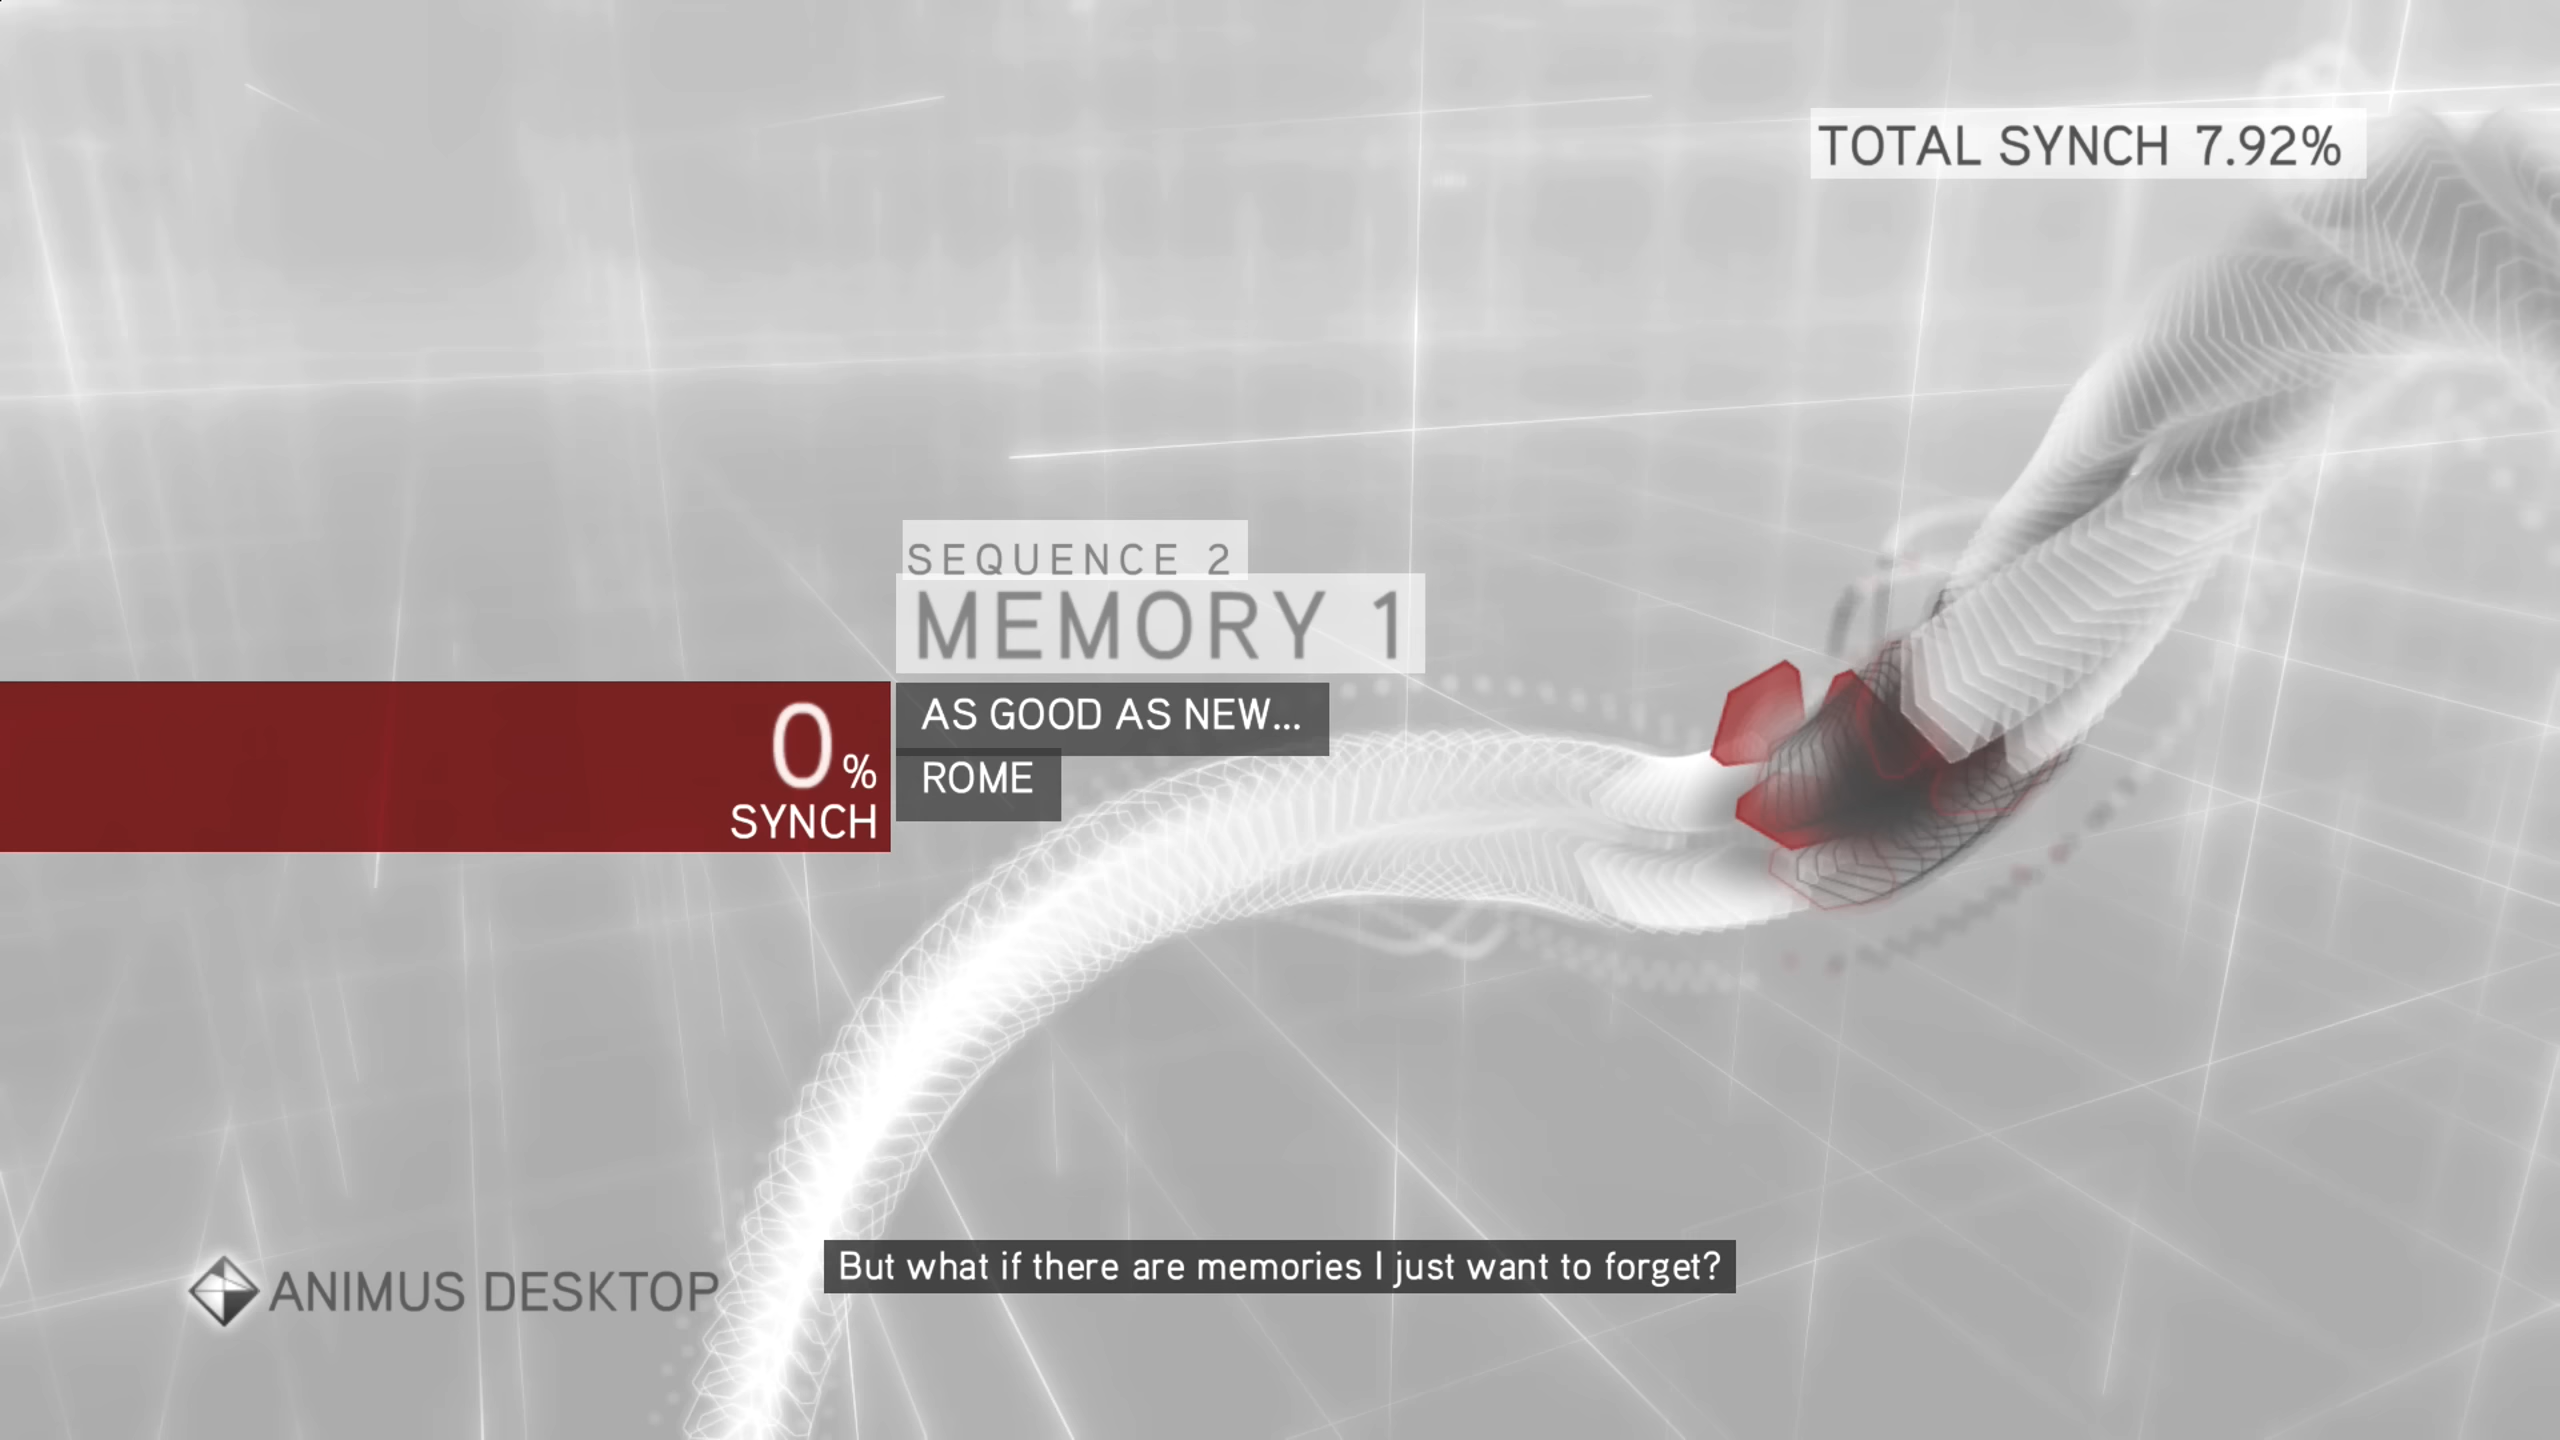 TOTAL SYNCH 7.92%
SEQUENCE 2
MEMORY 1
AS GOOD AS NEW...
ROME
0%
SYNCH
But what if there are memories I just want to forget?
ANIMUS DESKTOP